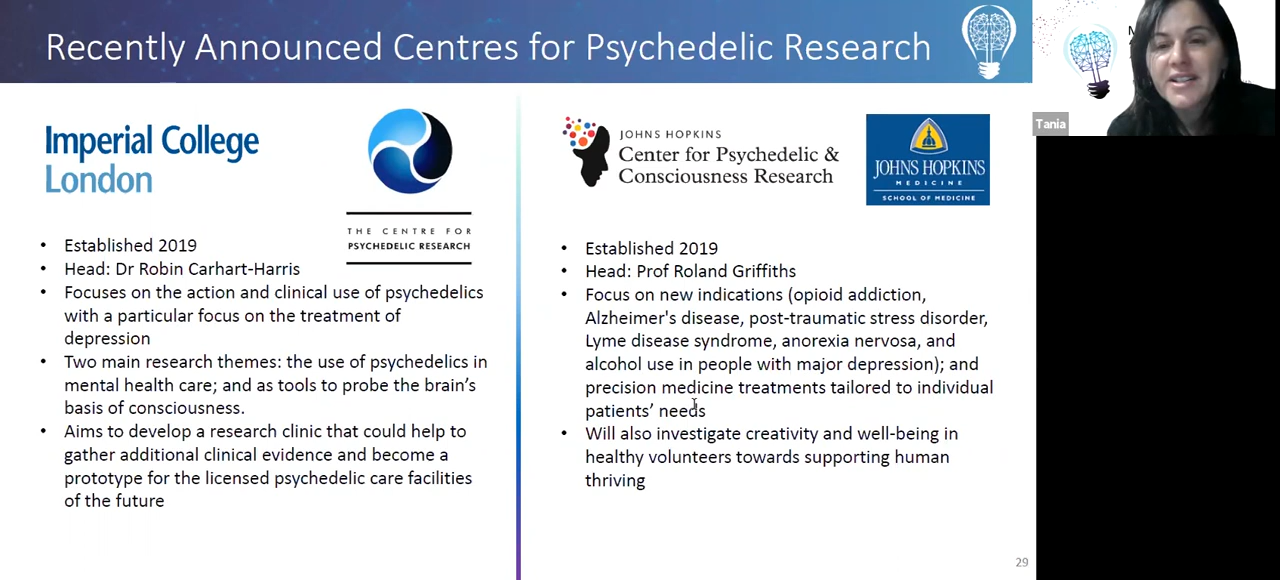 Recently Announced Centres for Psychedelic Research
Tania
Imperial College
London
THE CENTRE FOR
PSYCHEDELIC RESEARCH
• Established 2019
• Head: Dr Robin Carhart-Harris
• Focuses on the action and clinical use of psychedelics
with a particular focus on the treatment of
depression
• Two main research themes: the use of psychedelics in
mental health care; and as tools to probe the brain’s
basis of consciousness.
• Aims to develop a research clinic that could help to
gather additional clinical evidence and become a
prototype for the licensed psychedelic care facilities
of the future
JOHNS HOPKINS
Center for Psychedelic &
Consciousness Research
JOHNS HOPKINS
MEDICINE
SCHOOL OF MEDICINE
• Established 2019
• Head: Prof Roland Griffiths
• Focus on new indications (opioid addiction,
Alzheimer's disease, post-traumatic stress disorder,
Lyme disease syndrome, anorexia nervosa, and
alcohol use in people with major depression); and
precision medicine treatments tailored to individual
patients’ needs
• Will also investigate creativity and well-being in
healthy volunteers towards supporting human
thriving
29